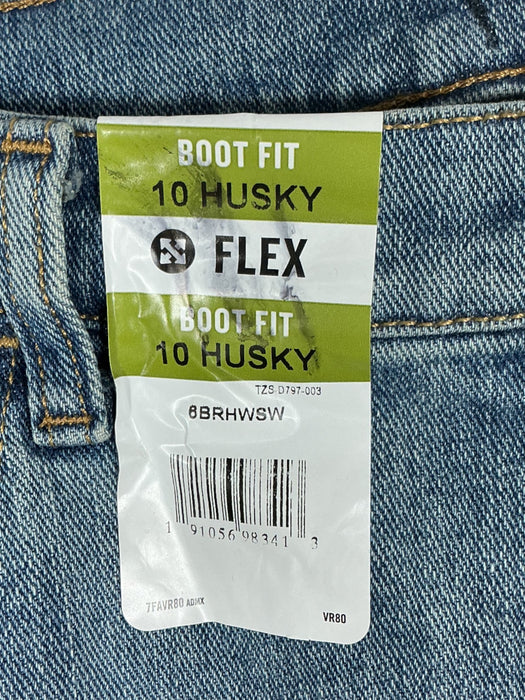 BOOT FIT
10 HUSKY
FLEX
BOOT FIT
10 HUSKY
TZS D797-003
6BRHWSW
1 91056 98341 3
7FAVR80 ADMX
VR80